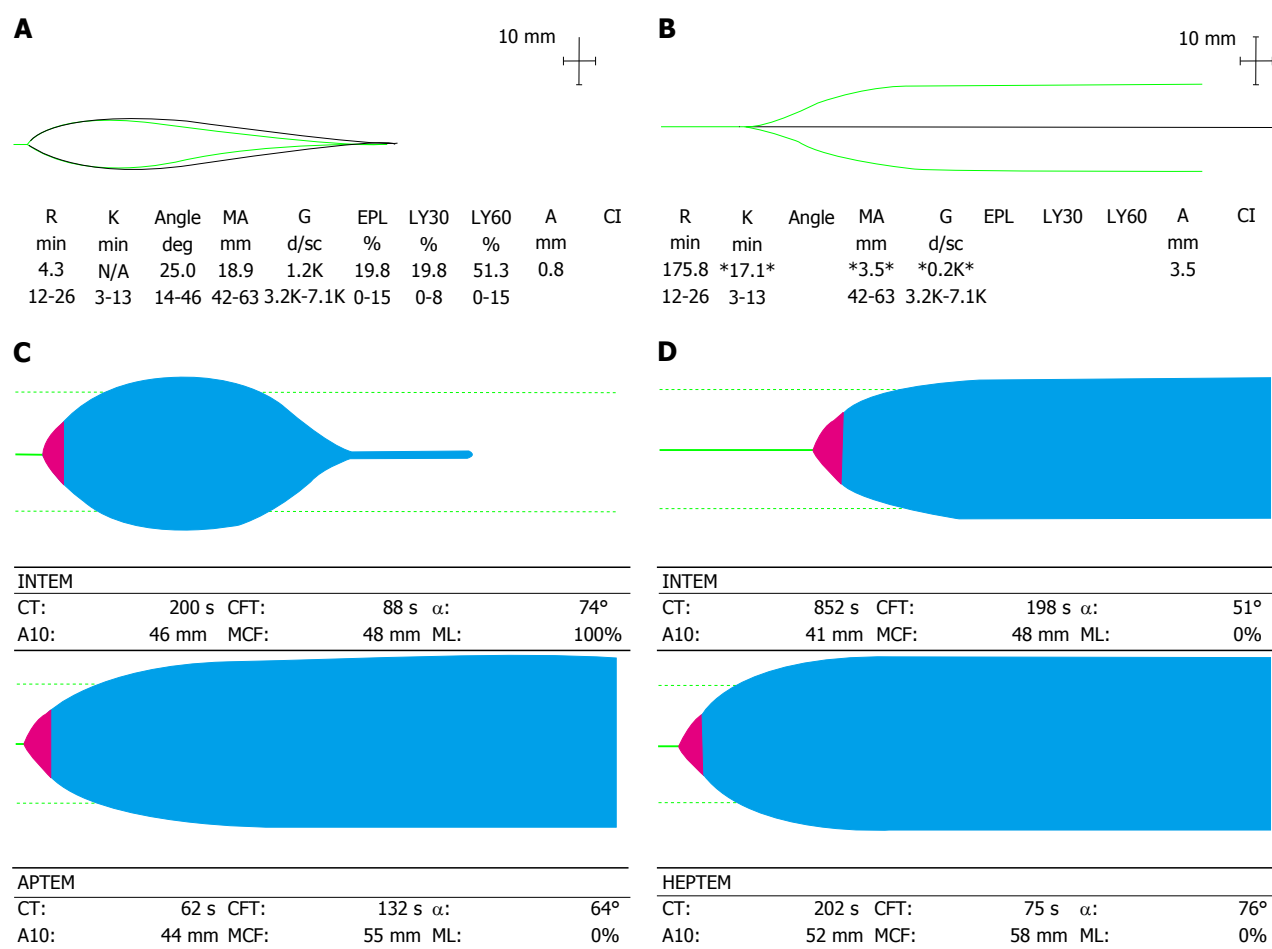 A
10 mm
R K Angle MA G EPL LY30 LY60 A CI
min min deg mm d/sc % % % mm
4.3 N/A 25.0 18.9 1.2K 19.8 19.8 51.3 0.8
12-26 3-13 14-46 42-63 3.2K-7.1K 0-15 0-8 0-15
B
10 mm
R K Angle MA G EPL LY30 LY60 A CI
min min mm d/sc mm
175.8 *17.1* *3.5* *0.2K* 3.5
12-26 3-13 42-63 3.2K-7.1K
C
INTEM
CT: 200 s CFT: 88 s α: 74°
A10: 46 mm MCF: 48 mm ML: 100%
APTEM
CT: 62 s CFT: 132 s α: 64°
A10: 44 mm MCF: 55 mm ML: 0%
D
INTEM
CT: 852 s CFT: 198 s α: 51°
A10: 41 mm MCF: 48 mm ML: 0%
HEPTEM
CT: 202 s CFT: 75 s α: 76°
A10: 52 mm MCF: 58 mm ML: 0%